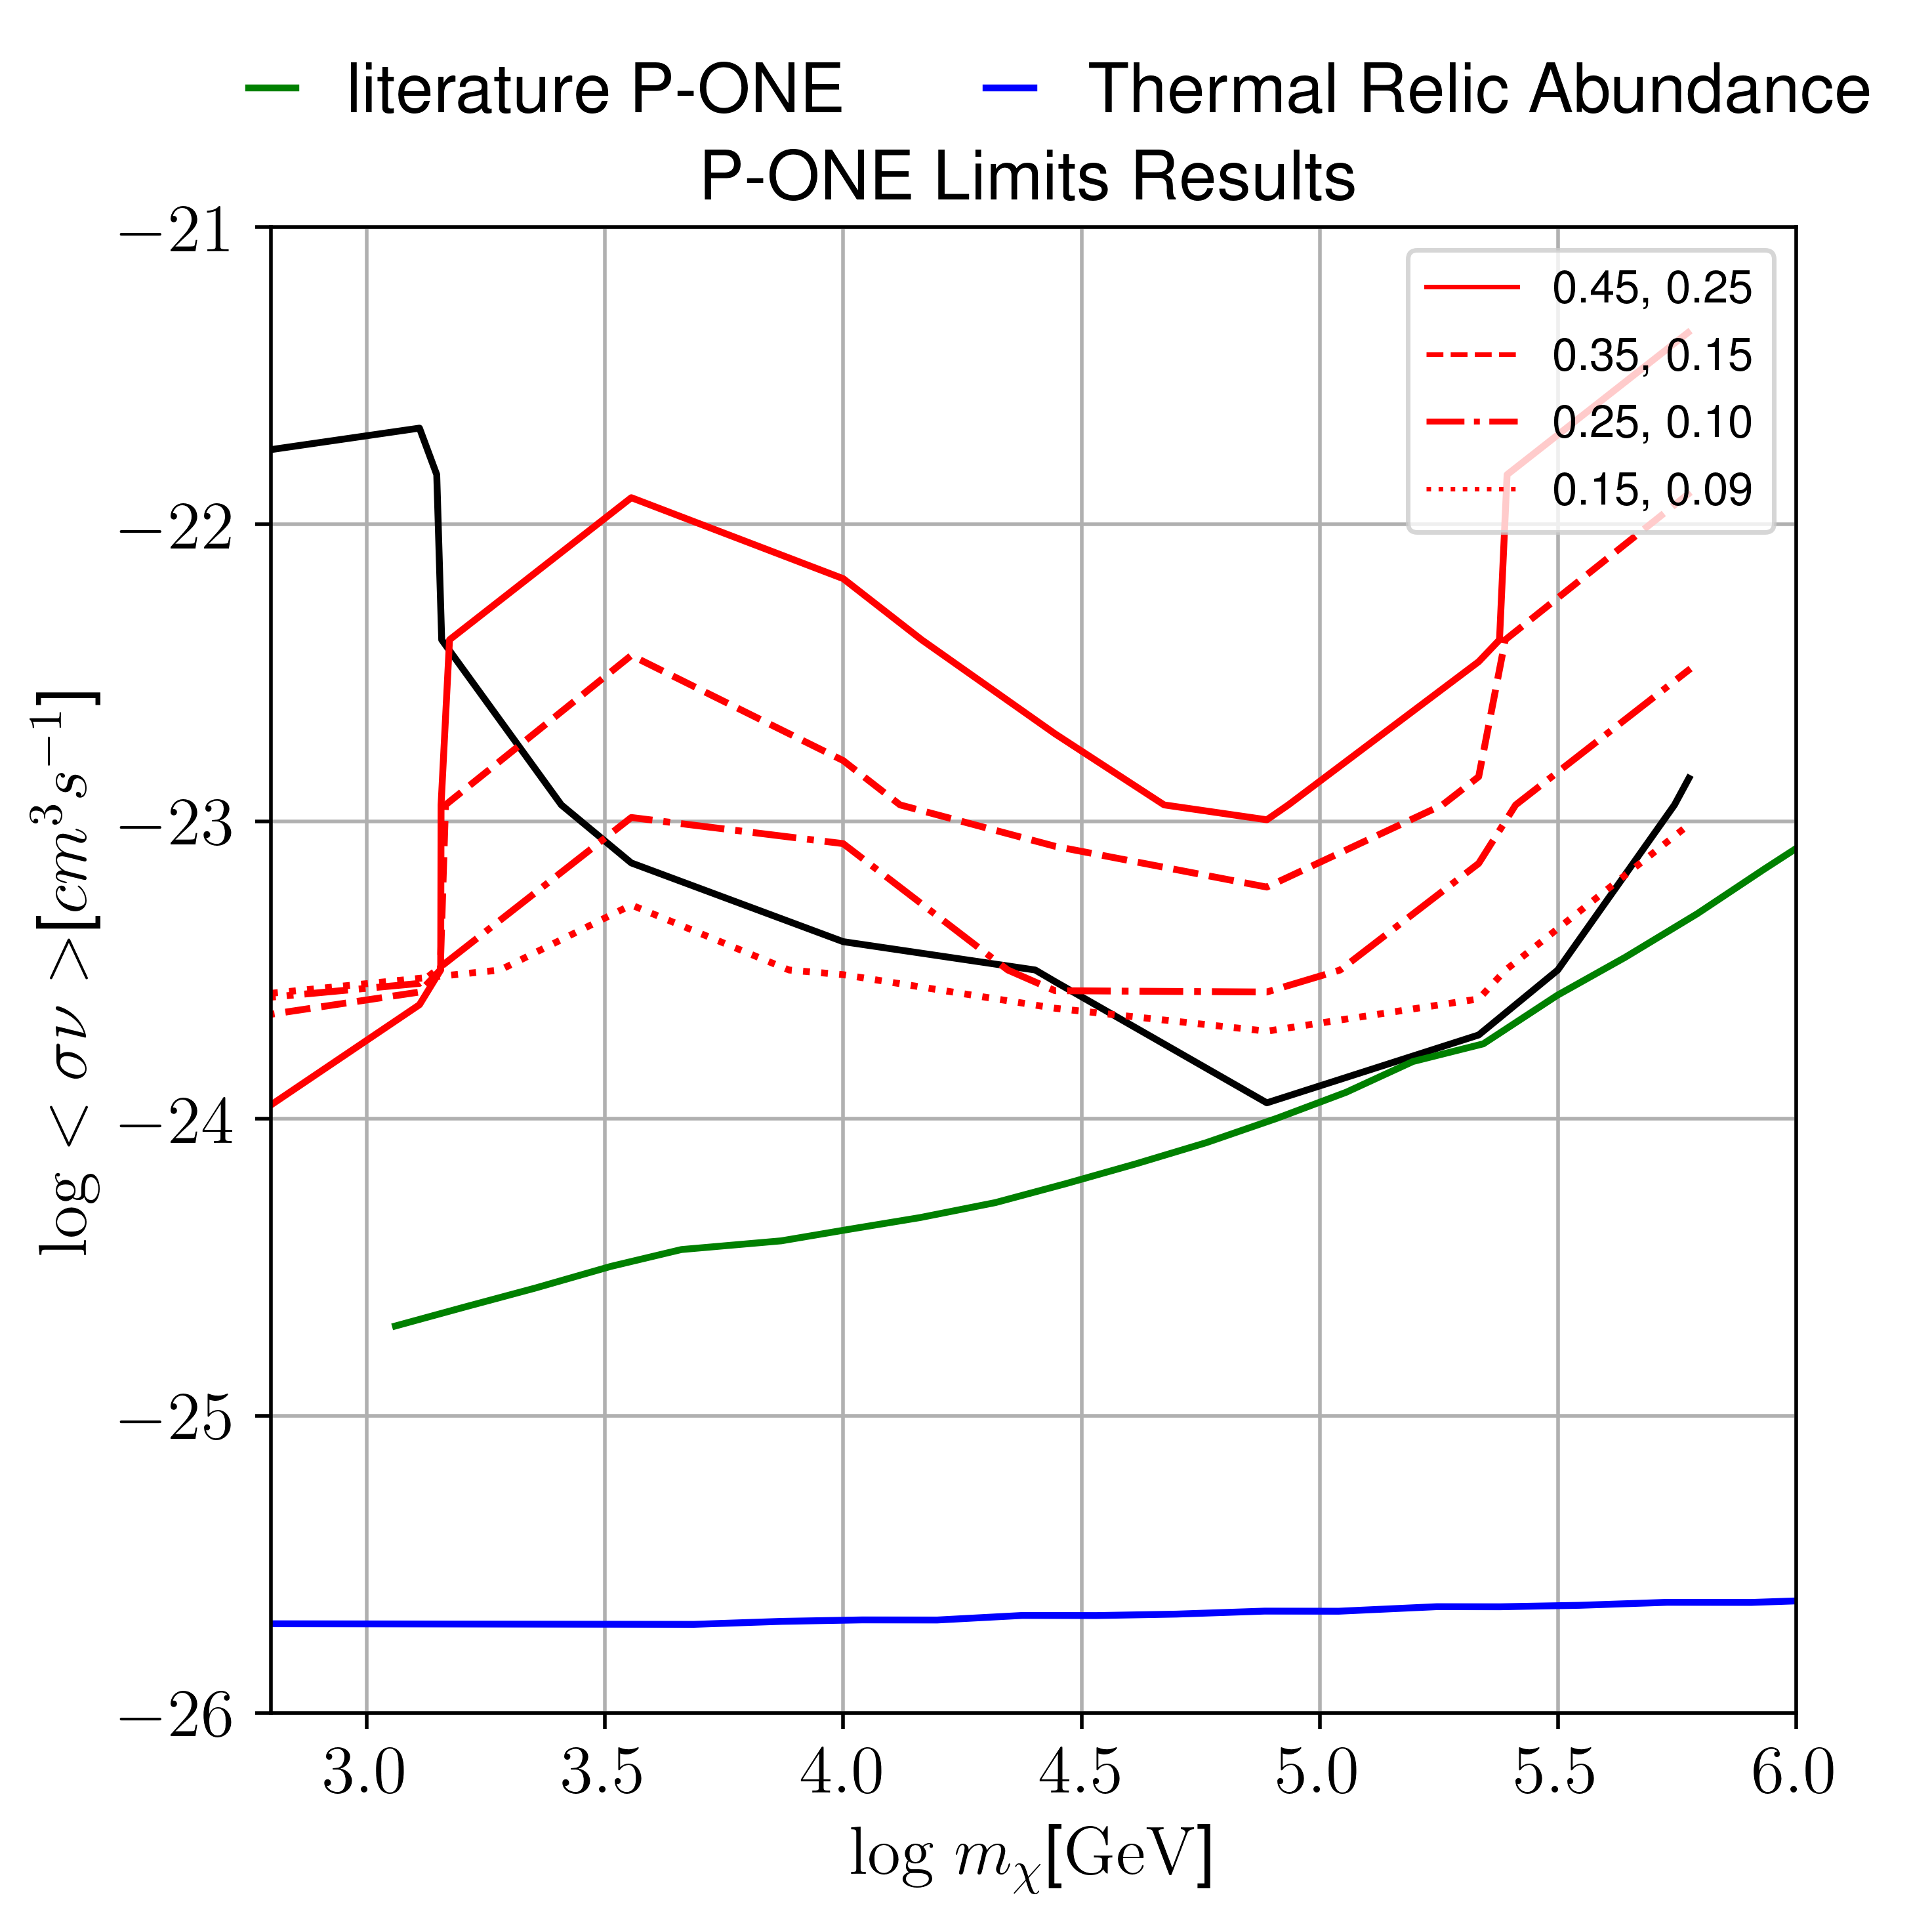 literature P-ONE Thermal Relic Abundance
P-ONE Limits Results
−21
−22
−23
−24
−25
−26
log < σν >[cm³s⁻¹]
0.45, 0.25
0.35, 0.15
0.25, 0.10
0.15, 0.09
3.0 3.5 4.0 4.5 5.0 5.5 6.0
log mᵪ[GeV]